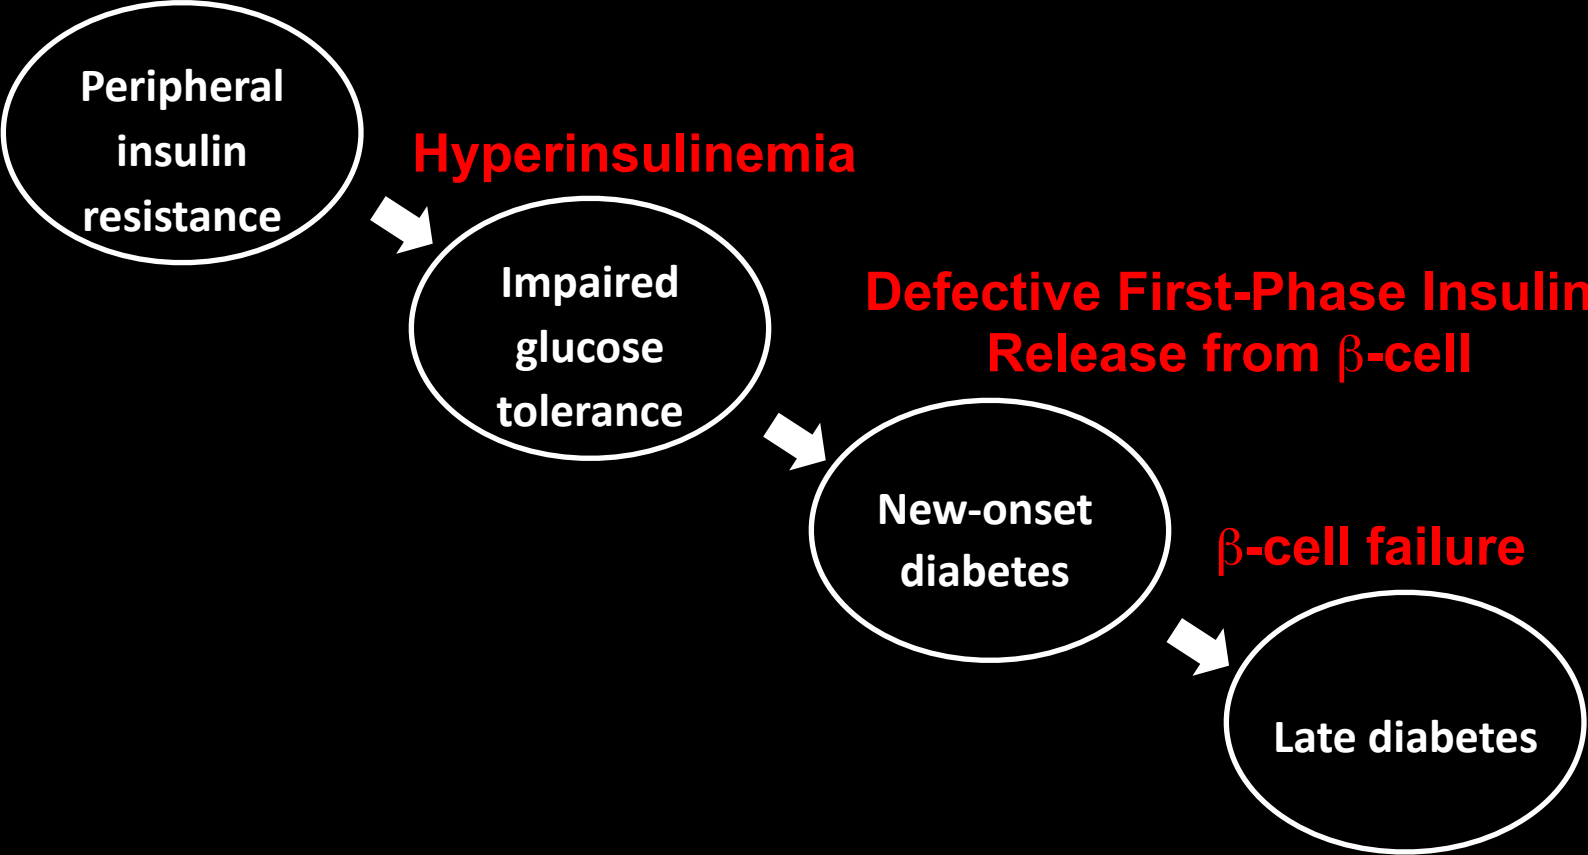 Peripheral
insulin
resistance
Hyperinsulinemia
Impaired
glucose
tolerance
Defective First-Phase Insulin
Release from β-cell
New-onset
diabetes
β-cell failure
Late diabetes